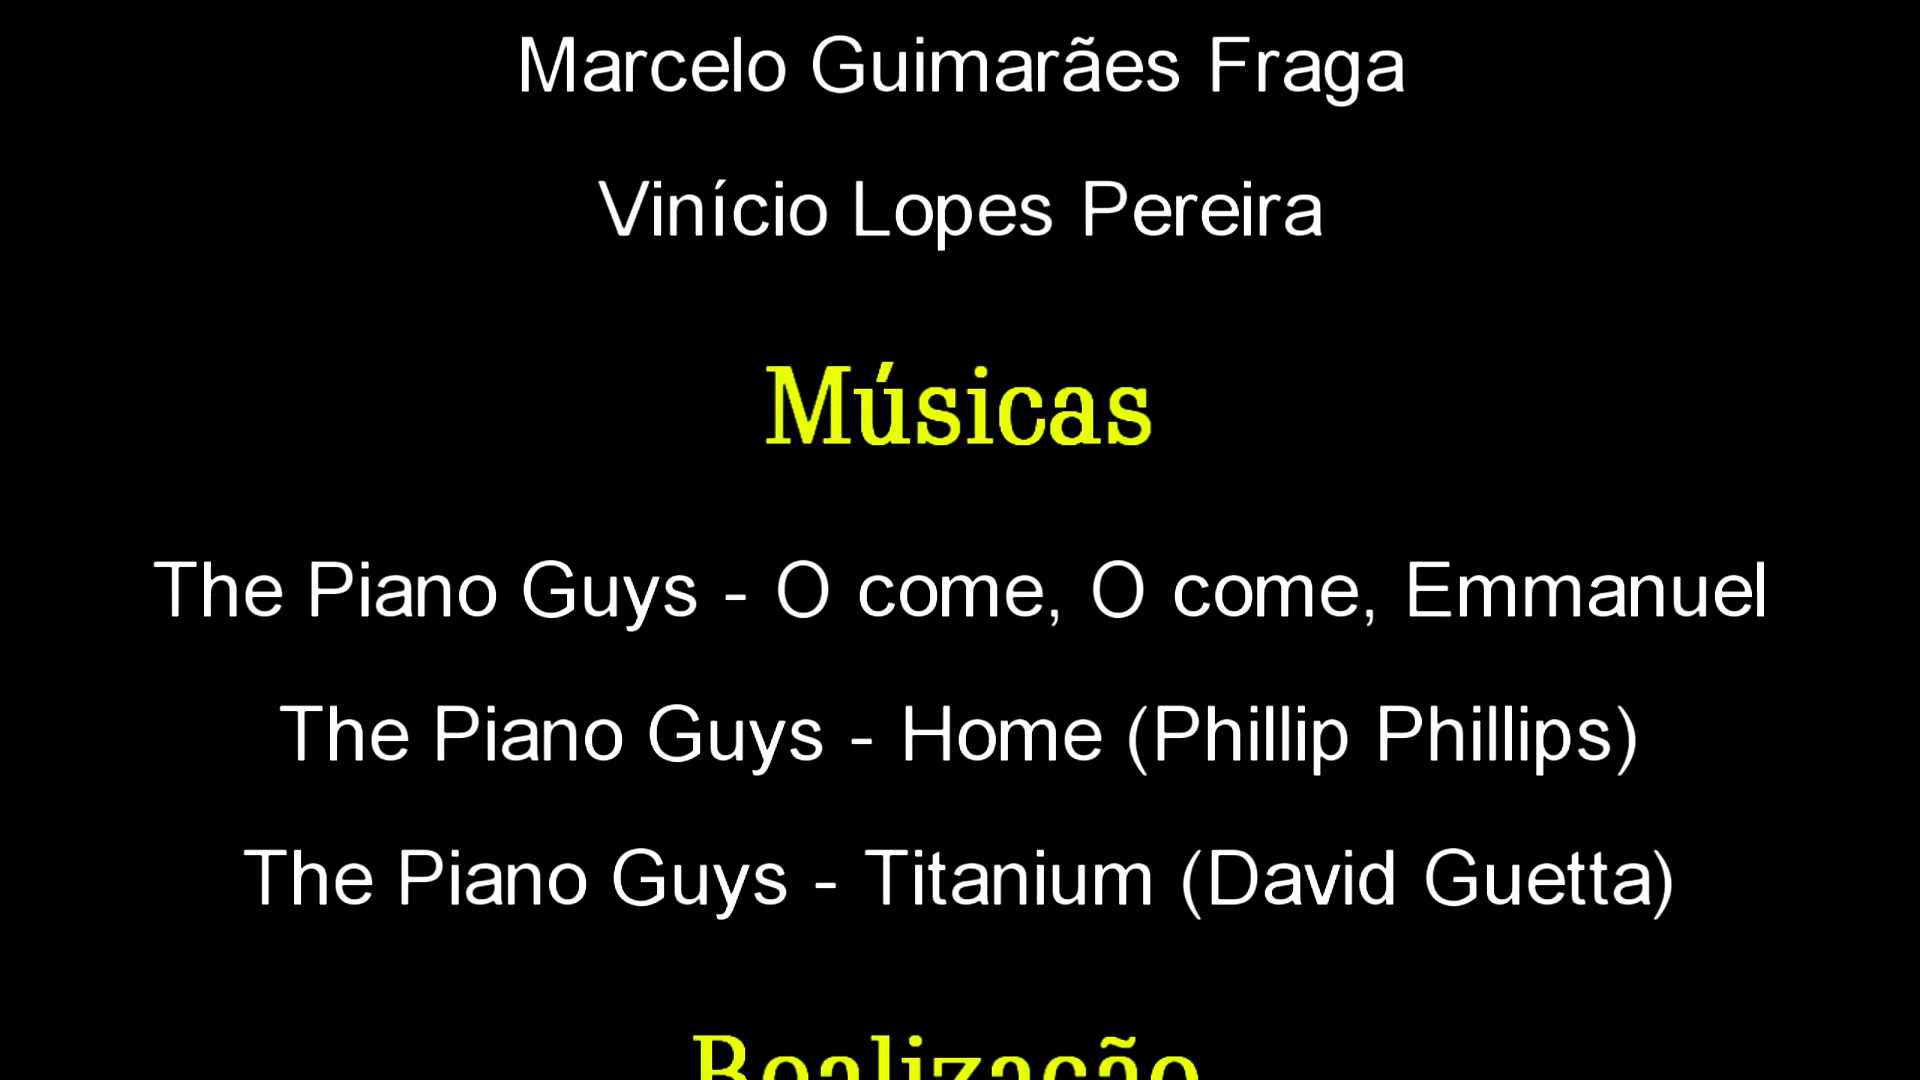 Marcelo Guimarães Fraga
Vinício Lopes Pereira
Músicas
The Piano Guys - O come, O come, Emmanuel
The Piano Guys - Home (Phillip Phillips)
The Piano Guys - Titanium (David Guetta)
Realização